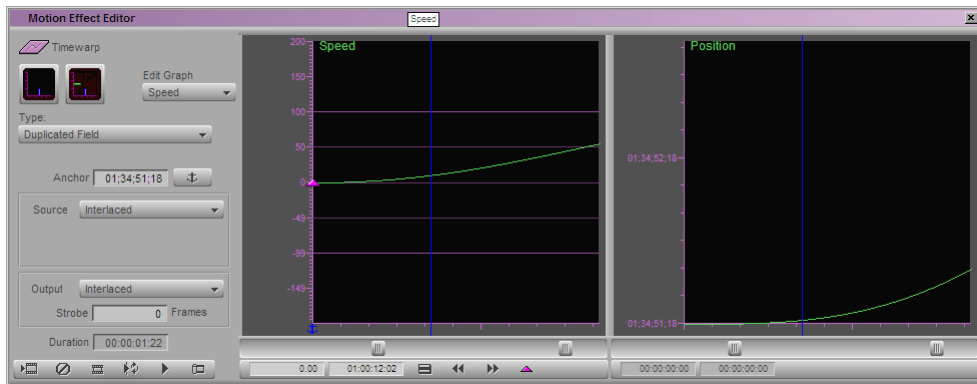 Motion Effect Editor
Speed
Timewarp
Edit Graph
Speed
Type:
Duplicated Field
Anchor 01;34;51;18
Source Interlaced
Output Interlaced
Strobe 0 Frames
Duration 00:00:01:22
Speed
200
150
100
50
0
-49
-99
-149
0.00 01:00:12:02
Position
01;34;52;18
01;34;51;18
00:00:00:00 00:00:00:00